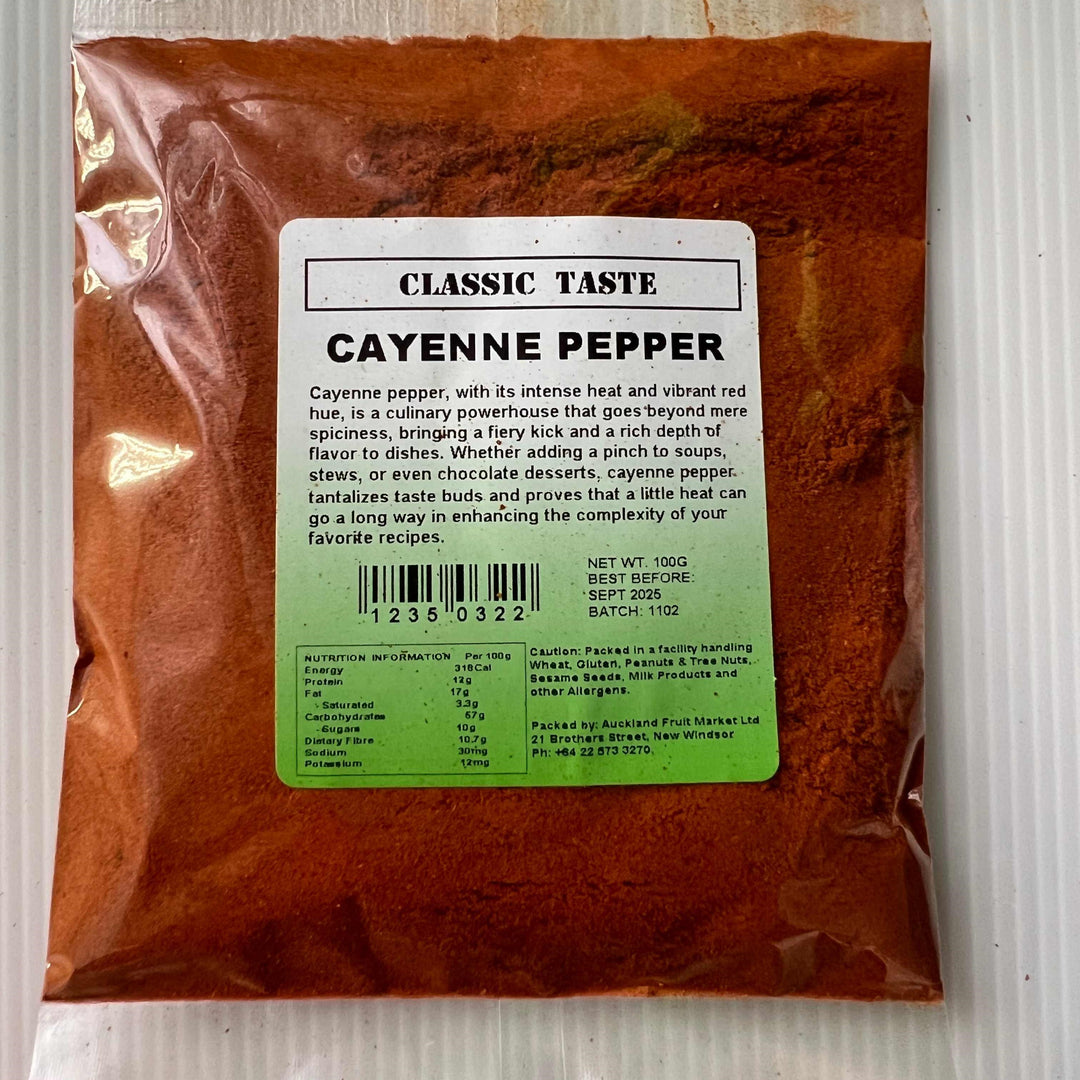 CLASSIC TASTE
CAYENNE PEPPER
Cayenne pepper, with its intense heat and vibrant red
hue, is a culinary powerhouse that goes beyond mere
spiciness, bringing a fiery kick and a rich depth of
flavor to dishes. Whether adding a pinch to soups,
stews, or even chocolate desserts, cayenne pepper
tantalizes taste buds and proves that a little heat can
go a long way in enhancing the complexity of your
favorite recipes.
1235 0322
NET WT. 100G
BEST BEFORE:
SEPT 2025
BATCH: 1102
NUTRITION INFORMATION Per 100g
Energy 318Cal
Protein 12g
Fat 17g
- Saturated 3.3g
Carbohydrates 57g
- Sugars 10g
Dietary Fibre 10.7g
Sodium 30mg
Potassium 12mg
Caution: Packed in a facility handling
Wheat, Gluten, Peanuts & Tree Nuts,
Sesame Seeds, Milk Products and
other Allergens.
Packed by: Auckland Fruit Market Ltd
21 Brothers Street, New Windsor
Ph: +64 22 673 3270